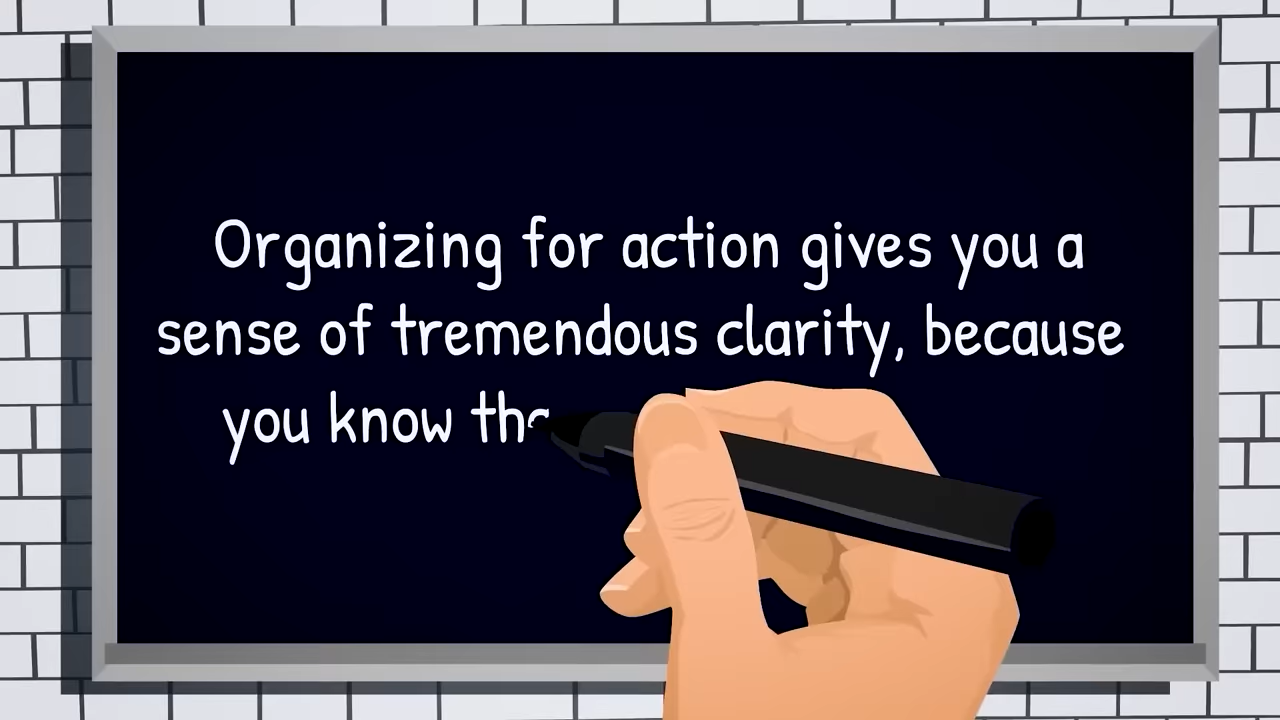 Organizing for action gives you a
sense of tremendous clarity, because
you know